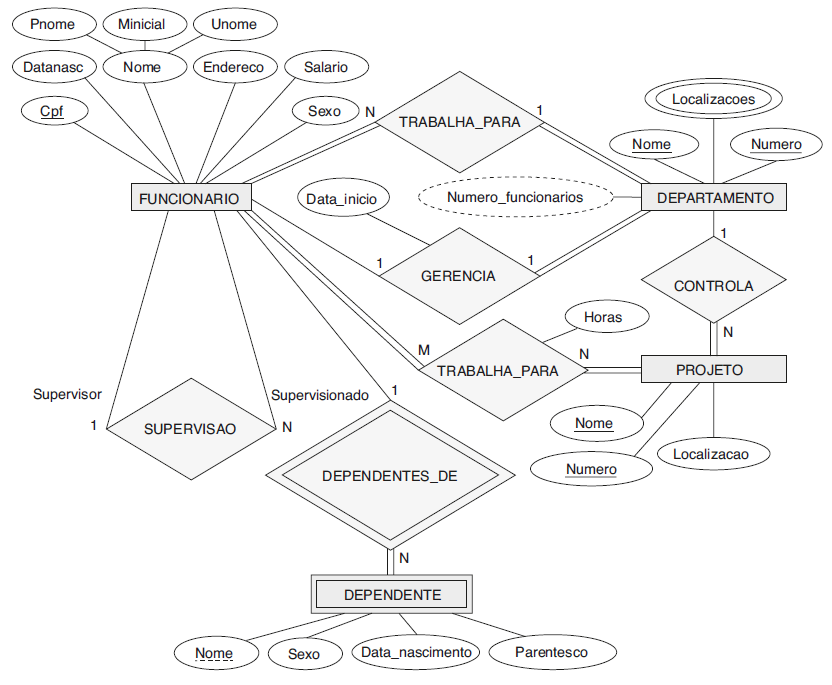 Pnome
Minicial
Unome
Datanasc
Nome
Endereco
Salario
Cpf
Sexo
N
TRABALHA_PARA
1
Localizacoes
Nome
Numero
FUNCIONARIO
Data_inicio
Numero_funcionarios
DEPARTAMENTO
1
GERENCIA
1
1
CONTROLA
N
Horas
M
TRABALHA_PARA
N
PROJETO
Supervisor
1
SUPERVISAO
Supervisionado
N
1
Nome
Numero
Localizacao
DEPENDENTES_DE
N
DEPENDENTE
Nome
Sexo
Data_nascimento
Parentesco